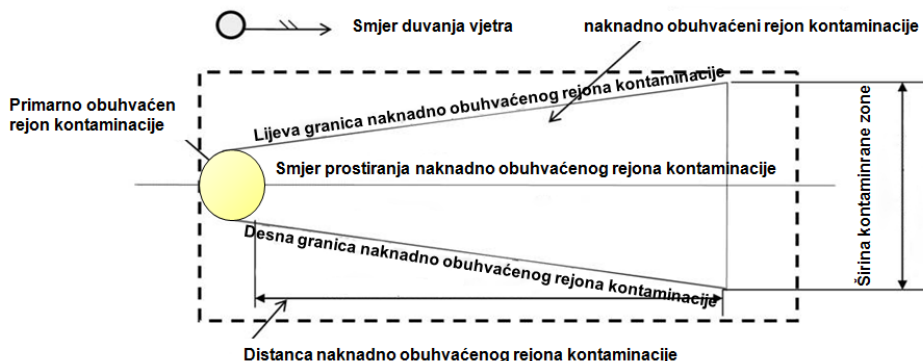 Smjer duvanja vjetra
naknadno obuhvaćeni rejon kontaminacije
Primarno obuhvaćen
rejon kontaminacije
Lijeva granica naknadno obuhvaćenog rejona kontaminacije
Smjer prostiranja naknadno obuhvaćenog rejona kontaminacije
Desna granica naknadno obuhvaćenog rejona kontaminacije
Širina kontaminrane zone
Distanca naknadno obuhvaćenog rejona kontaminacije